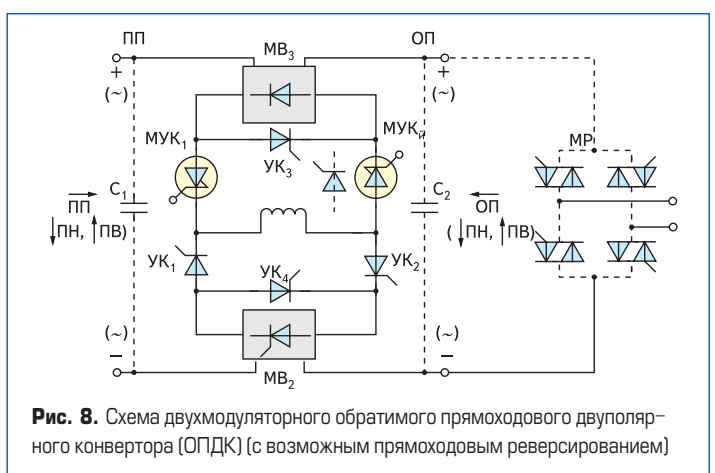 ПП
ОП
МВ3
+
+
(~)
(~)
МР
МУК1
МУКй
УК3
C1
C2
ПП
ОП
↓ПН, ↑ПВ)
( ↓ПН, ↑ПВ)
УК1
УК4
УК2
(~)
(~)
–
–
МВ2
Рис. 8. Схема двухмодуляторного обратимого прямоходового двуполяр–
ного конвертора (ОПДК) (с возможным прямоходовым реверсированием)